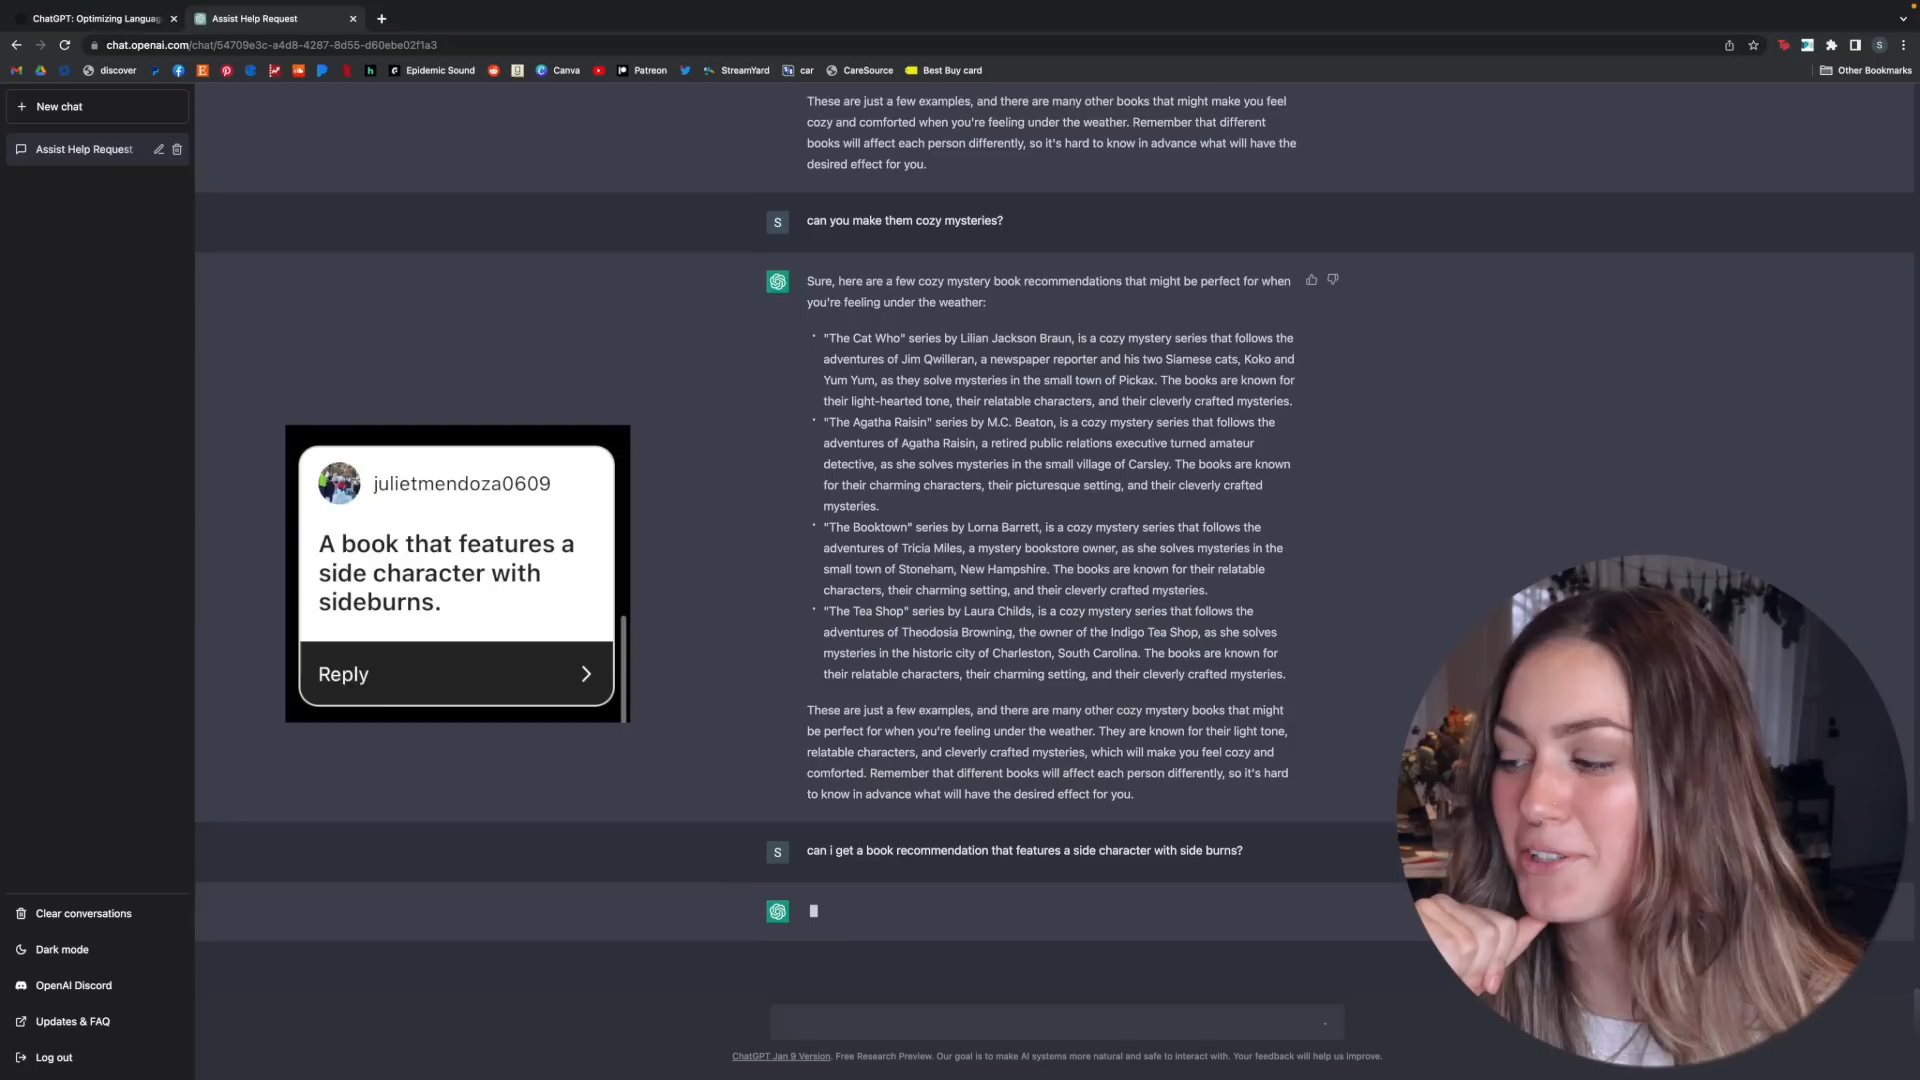 ChatGPT: Optimizing Languag
Assist Help Request
chat.openai.com/chat/54709e3c-a4d8-4287-8d55-d60ebe02f1a3
S
discover
Epidemic Sound
Canva
Patreon
StreamYard
car
CareSource
Best Buy card
Other Bookmarks
New chat
Assist Help Request
These are just a few examples, and there are many other books that might make you feel
cozy and comforted when you're feeling under the weather. Remember that different
books will affect each person differently, so it's hard to know in advance what will have the
desired effect for you.
S
can you make them cozy mysteries?
Sure, here are a few cozy mystery book recommendations that might be perfect for when
you're feeling under the weather:
"The Cat Who" series by Lilian Jackson Braun, is a cozy mystery series that follows the
adventures of Jim Qwilleran, a newspaper reporter and his two Siamese cats, Koko and
Yum Yum, as they solve mysteries in the small town of Pickax. The books are known for
their light-hearted tone, their relatable characters, and their cleverly crafted mysteries.
"The Agatha Raisin" series by M.C. Beaton, is a cozy mystery series that follows the
adventures of Agatha Raisin, a retired public relations executive turned amateur
detective, as she solves mysteries in the small village of Carsley. The books are known
for their charming characters, their picturesque setting, and their cleverly crafted
mysteries.
"The Booktown" series by Lorna Barrett, is a cozy mystery series that follows the
adventures of Tricia Miles, a mystery bookstore owner, as she solves mysteries in the
small town of Stoneham, New Hampshire. The books are known for their relatable
characters, their charming setting, and their cleverly crafted mysteries.
"The Tea Shop" series by Laura Childs, is a cozy mystery series that follows the
adventures of Theodosia Browning, the owner of the Indigo Tea Shop, as she solves
mysteries in the historic city of Charleston, South Carolina. The books are known for
their relatable characters, their charming setting, and their cleverly crafted mysteries.
These are just a few examples, and there are many other cozy mystery books that might
be perfect for when you're feeling under the weather. They are known for their light tone,
relatable characters, and cleverly crafted mysteries, which will make you feel cozy and
comforted. Remember that different books will affect each person differently, so it's hard
to know in advance what will have the desired effect for you.
S
can i get a book recommendation that features a side character with side burns?
julietmendoza0609
A book that features a
side character with
sideburns.
Reply
Clear conversations
Dark mode
OpenAI Discord
Updates & FAQ
Log out
ChatGPT Jan 9 Version. Free Research Preview. Our goal is to make AI systems more natural and safe to interact with. Your feedback will help us improve.